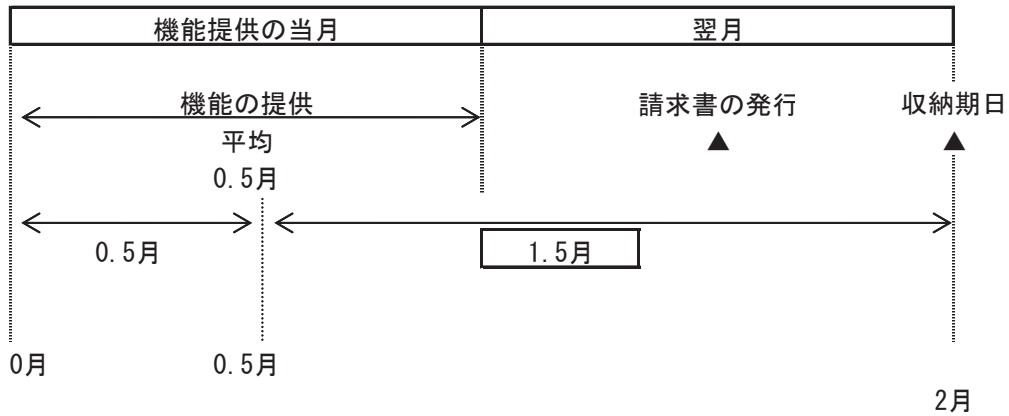 機能提供の当月 翌月
機能の提供 請求書の発行 収納期日
平均 ▲ ▲
0.5月
0.5月 1.5月
0月 0.5月
2月